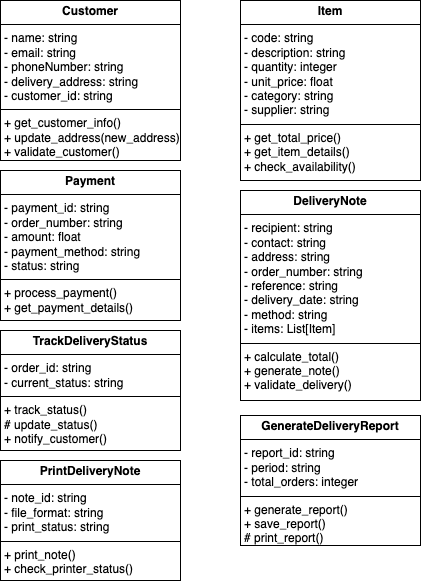 Customer
- name: string
- email: string
- phoneNumber: string
- delivery_address: string
- customer_id: string
+ get_customer_info()
+ update_address(new_address)
+ validate_customer()
Payment
- payment_id: string
- order_number: string
- amount: float
- payment_method: string
- status: string
+ process_payment()
+ get_payment_details()
TrackDeliveryStatus
- order_id: string
- current_status: string
+ track_status()
# update_status()
+ notify_customer()
PrintDeliveryNote
- note_id: string
- file_format: string
- print_status: string
+ print_note()
+ check_printer_status()
Item
- code: string
- description: string
- quantity: integer
- unit_price: float
- category: string
- supplier: string
+ get_total_price()
+ get_item_details()
+ check_availability()
DeliveryNote
- recipient: string
- contact: string
- address: string
- order_number: string
- reference: string
- delivery_date: string
- method: string
- items: List[Item]
+ calculate_total()
+ generate_note()
+ validate_delivery()
GenerateDeliveryReport
- report_id: string
- period: string
- total_orders: integer
+ generate_report()
+ save_report()
# print_report()